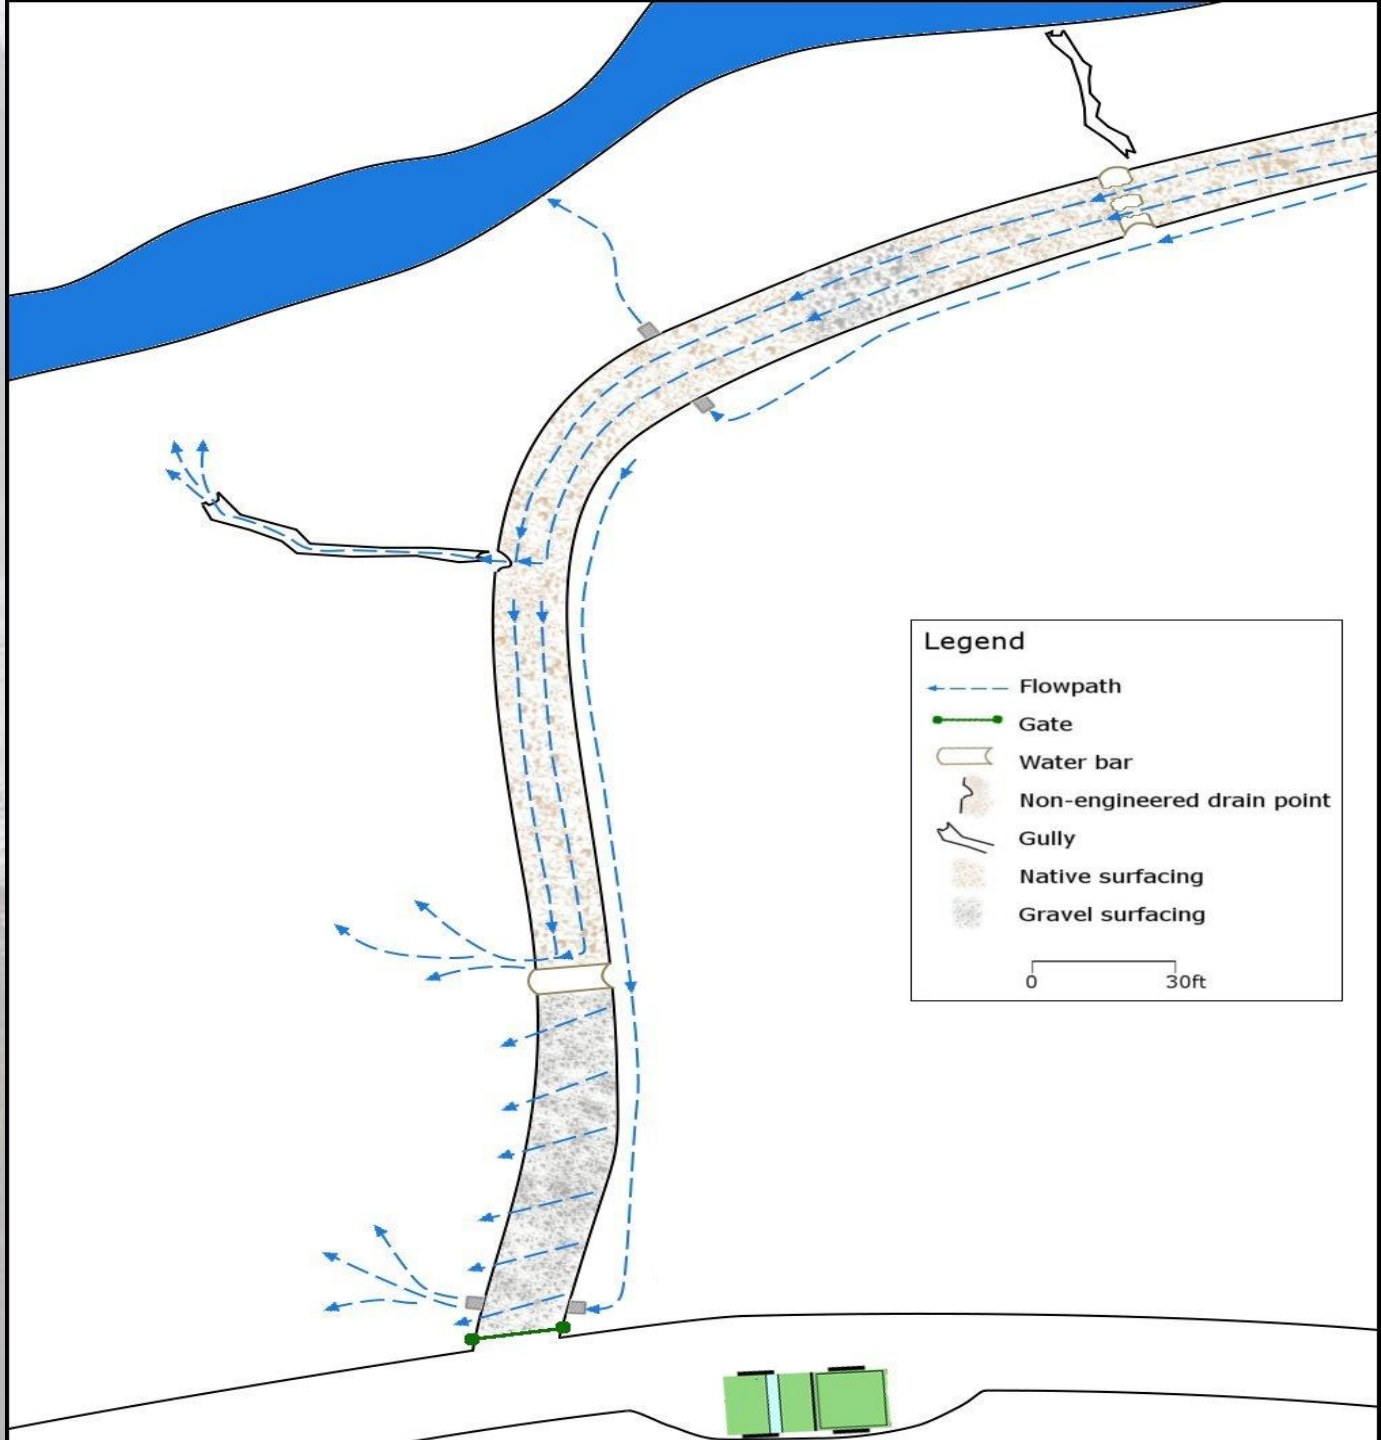 Legend
Flowpath
Gate
Water bar
Non-engineered drain point
Gully
Native surfacing
Gravel surfacing
0 30ft